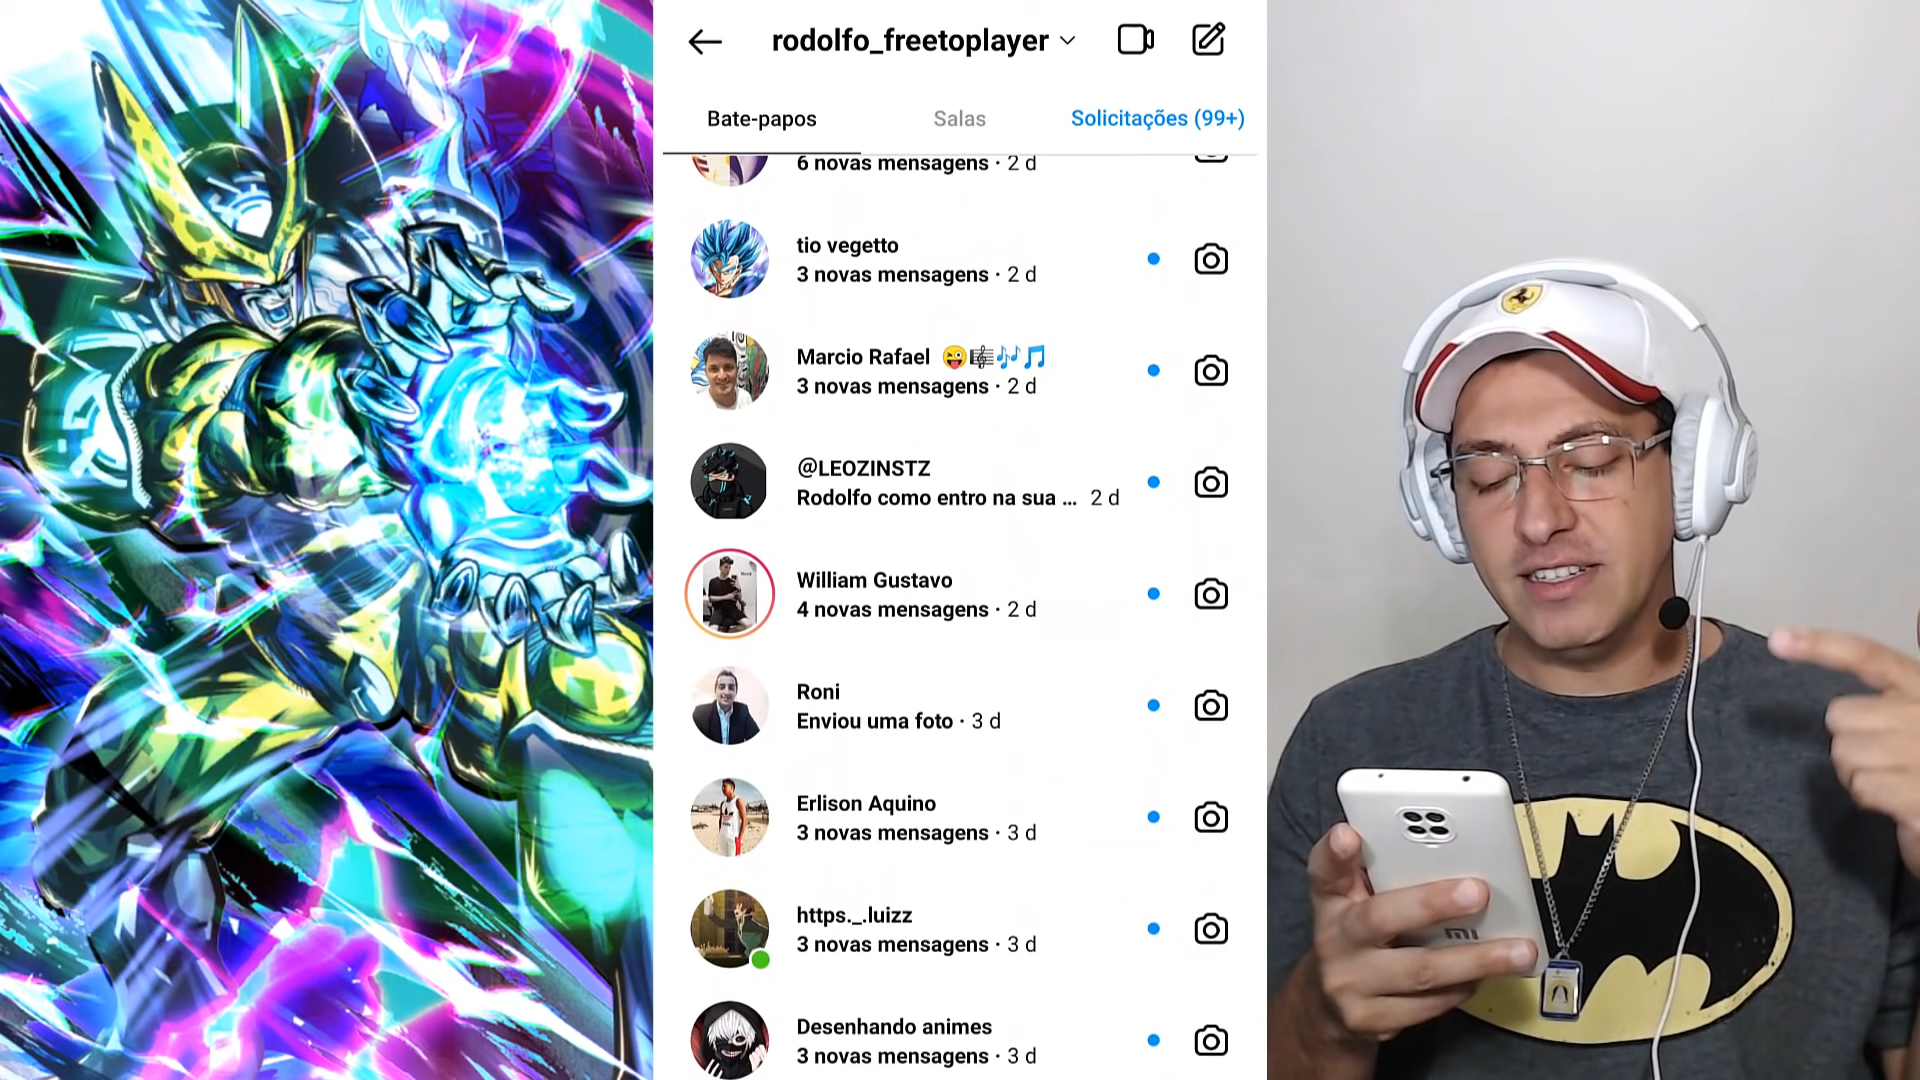 rodolfo_freetoplayer
Bate-papos
Salas
Solicitações (99+)
6 novas mensagens · 2 d
tio vegetto
3 novas mensagens · 2 d
Marcio Rafael 😜🎼🎶🎵
3 novas mensagens · 2 d
@LEOZINSTZ
Rodolfo como entro na sua ... 2 d
William Gustavo
4 novas mensagens · 2 d
Roni
Enviou uma foto · 3 d
Erlison Aquino
3 novas mensagens · 3 d
https._.luizz
3 novas mensagens · 3 d
Desenhando animes
3 novas mensagens · 3 d
mi